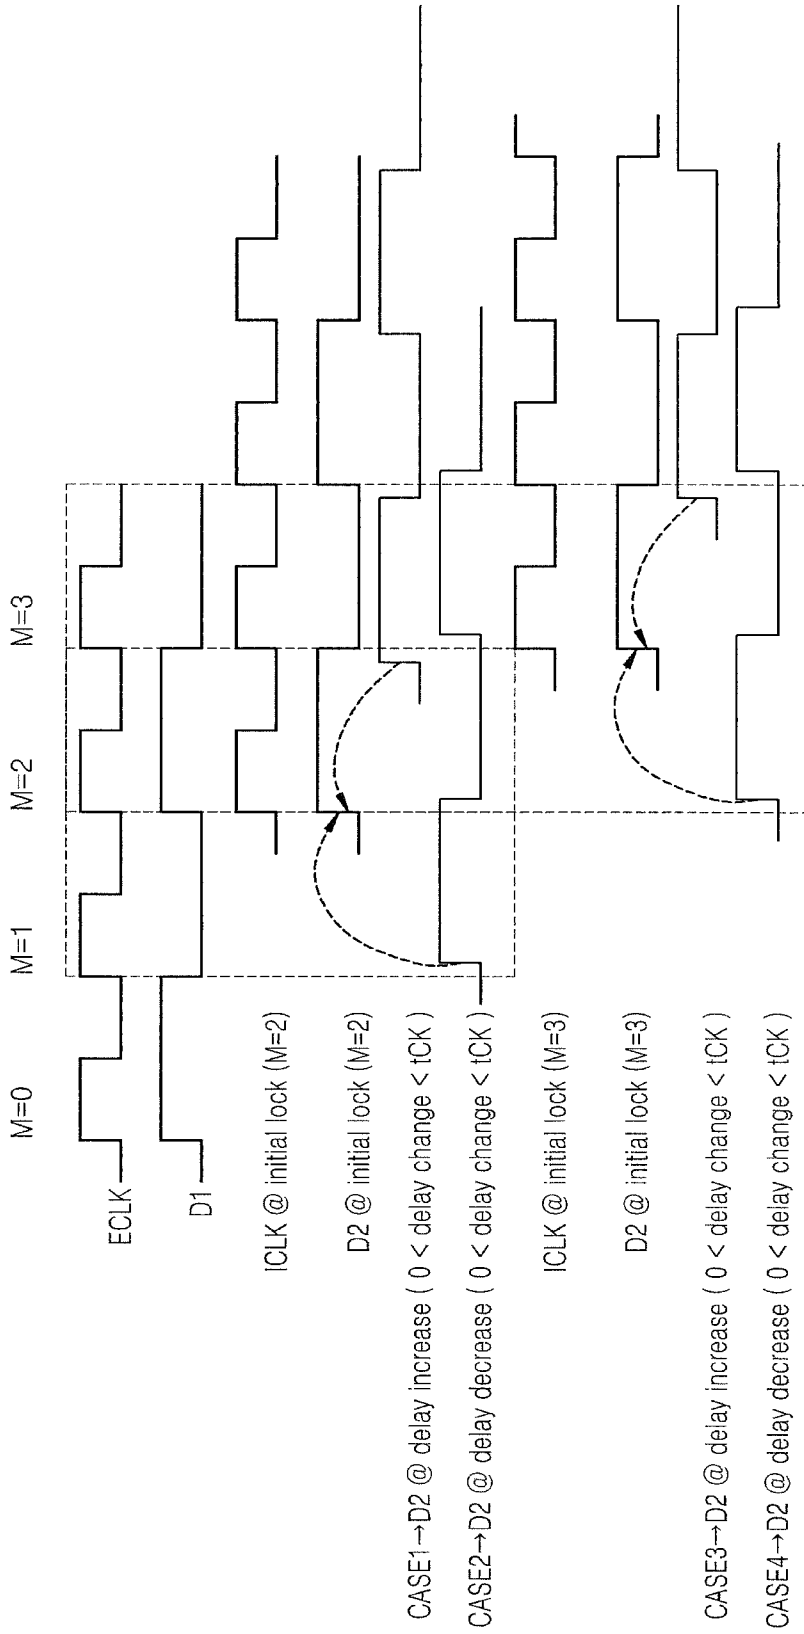 M=0 M=1 M=2 M=3
ECLK
D1
ICLK @ initial lock (M=2)
D2 @ initial lock (M=2)
CASE1→D2 @ delay increase ( 0 < delay change < tCK )
CASE2→D2 @ delay decrease ( 0 < delay change < tCK )
ICLK @ initial lock (M=3)
D2 @ initial lock (M=3)
CASE3→D2 @ delay increase ( 0 < delay change < tCK )
CASE4→D2 @ delay decrease ( 0 < delay change < tCK )